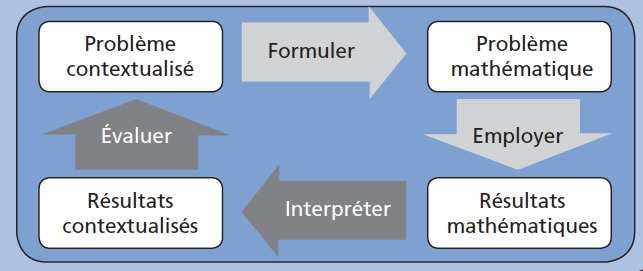 Problème
contextualisé
Formuler
Problème
mathématique
Évaluer
Employer
Résultats
contextualisés
Interpréter
Résultats
mathématiques